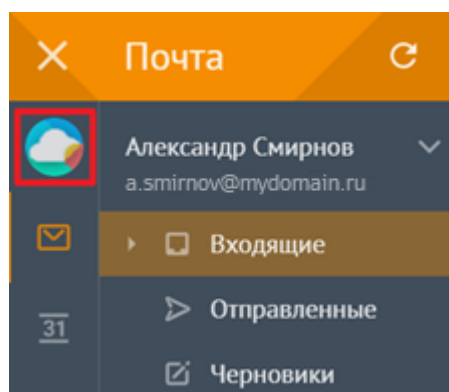 Почта
Александр Смирнов
a.smirnov@mydomain.ru
Входящие
31
Отправленные
Черновики